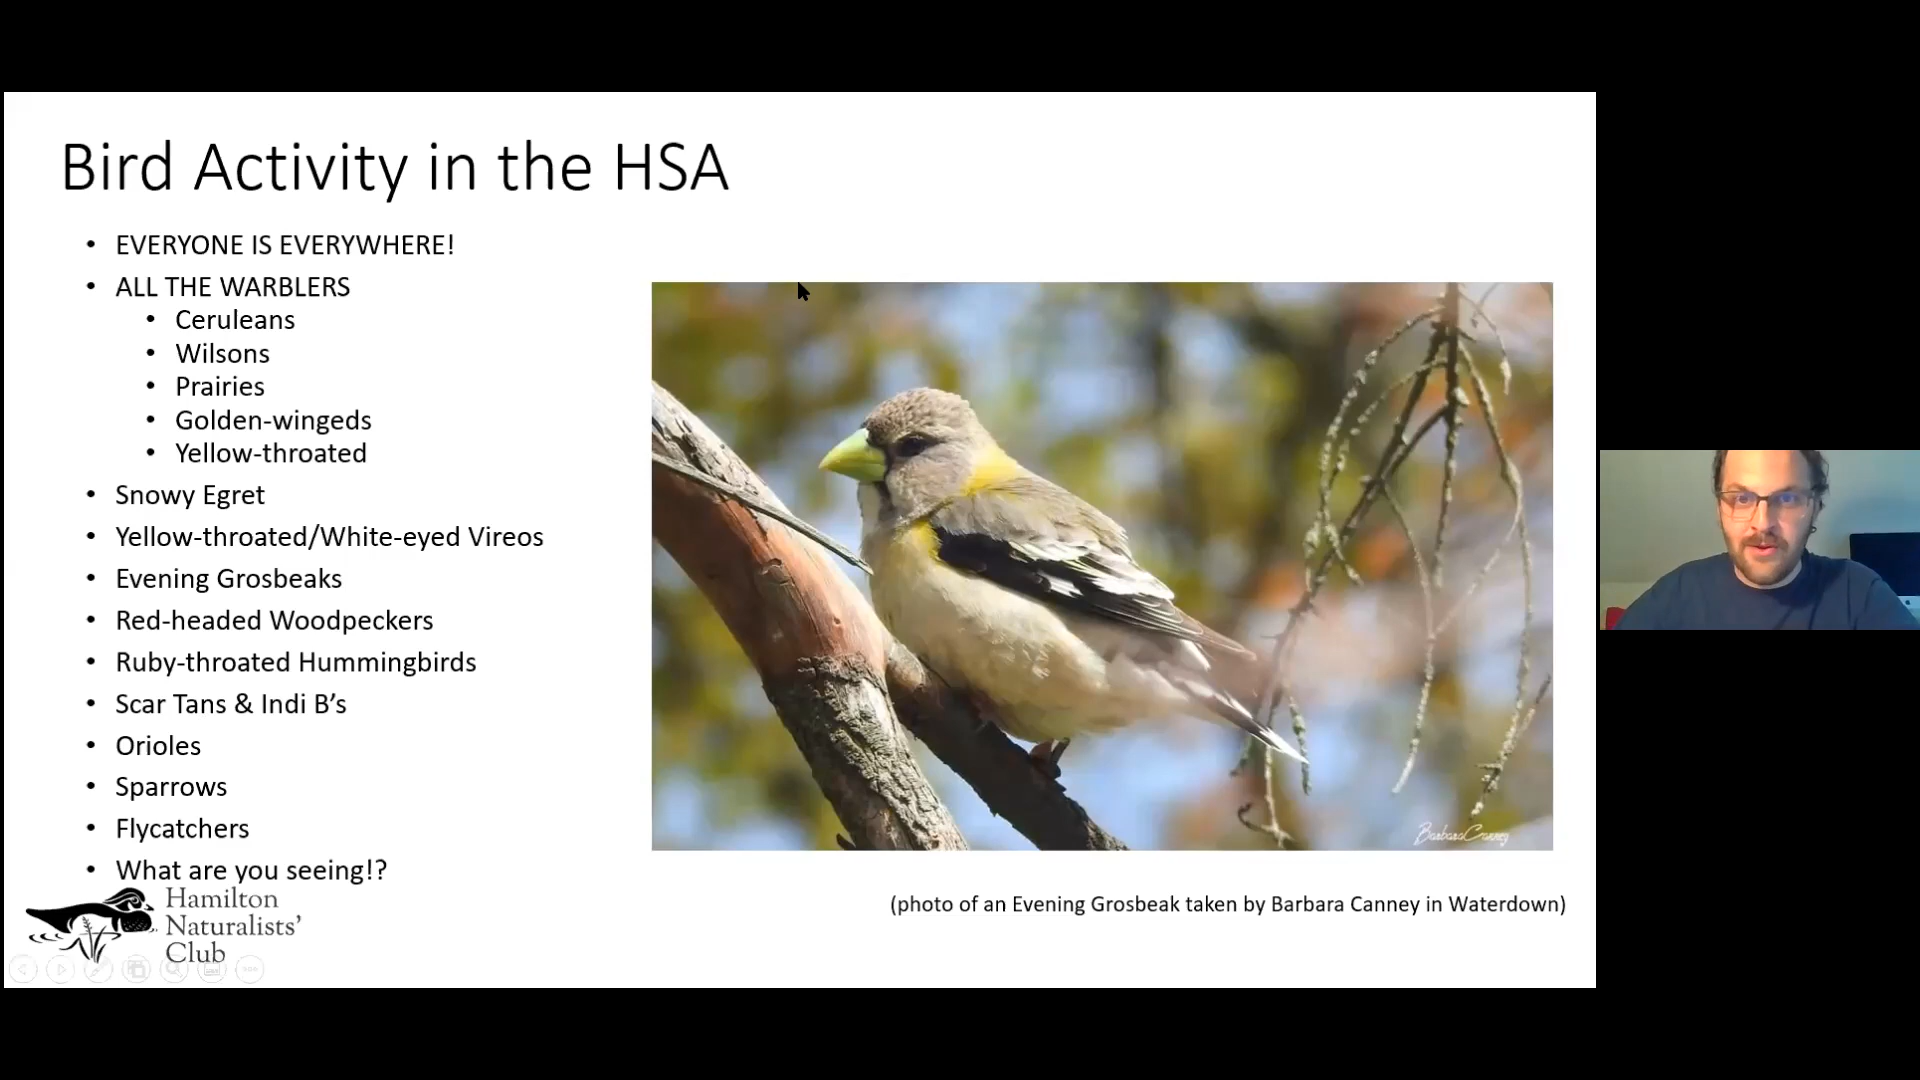 Bird Activity in the HSA
• EVERYONE IS EVERYWHERE!
• ALL THE WARBLERS
• Ceruleans
• Wilsons
• Prairies
• Golden-wingeds
• Yellow-throated
• Snowy Egret
• Yellow-throated/White-eyed Vireos
• Evening Grosbeaks
• Red-headed Woodpeckers
• Ruby-throated Hummingbirds
• Scar Tans & Indi B’s
• Orioles
• Sparrows
• Flycatchers
• What are you seeing!?
Hamilton
Naturalists’
Club
Barbara Canney
(photo of an Evening Grosbeak taken by Barbara Canney in Waterdown)